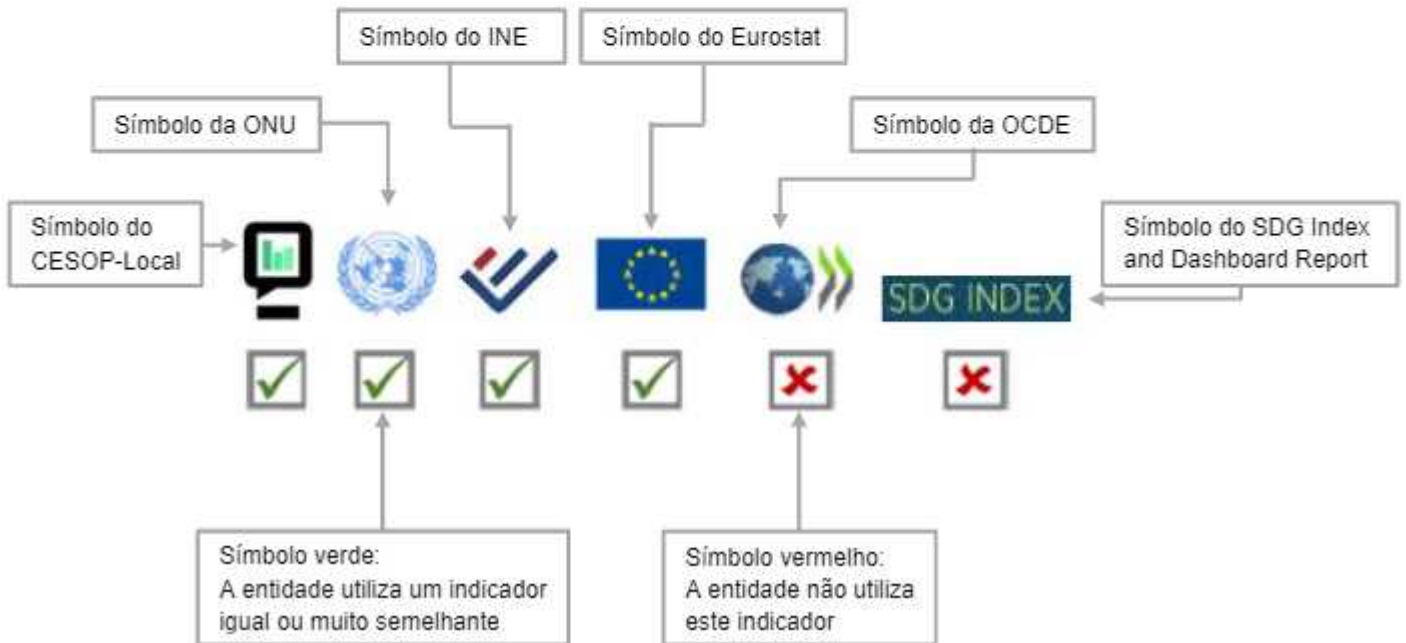 Símbolo do INE
Símbolo do Eurostat
Símbolo da ONU
Símbolo da OCDE
Símbolo do
CESOP-Local
Símbolo do SDG Index
and Dashboard Report
SDG INDEX
Símbolo verde:
A entidade utiliza um indicador
igual ou muito semelhante
Símbolo vermelho:
A entidade não utiliza
este indicador